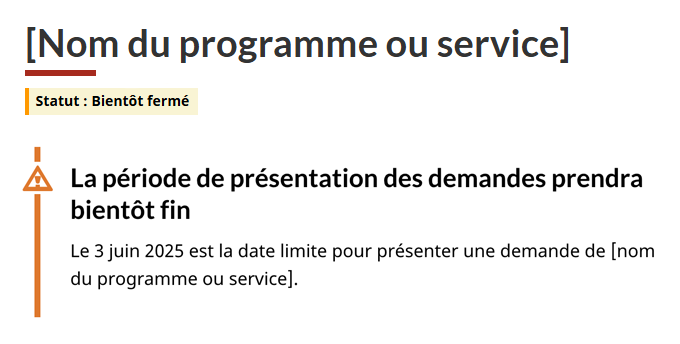 [Nom du programme ou service]
Statut : Bientôt fermé
La période de présentation des demandes prendra
bientôt fin
Le 3 juin 2025 est la date limite pour présenter une demande de [nom
du programme ou service].